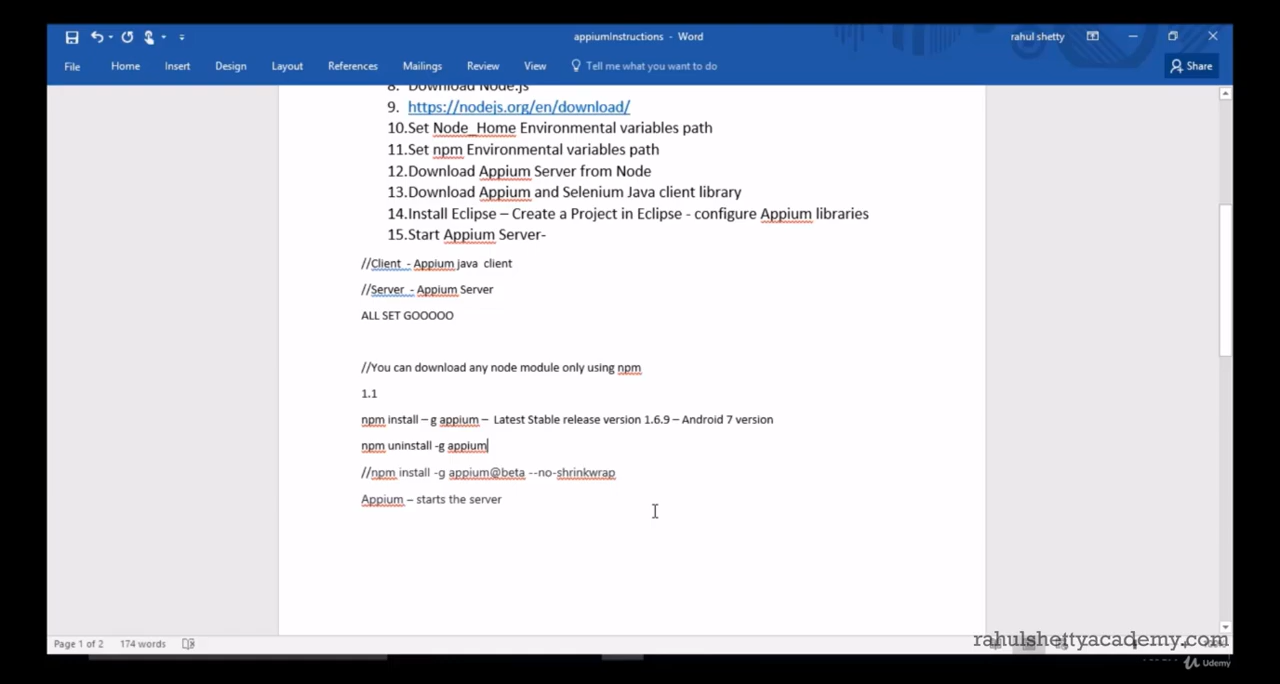 appiumInstructions - Word
rahul shetty
File Home Insert Design Layout References Mailings Review View Tell me what you want to do Share
8. Download Node.js
9. https://nodejs.org/en/download/
10.Set Node_Home Environmental variables path
11.Set npm Environmental variables path
12.Download Appium Server from Node
13.Download Appium and Selenium Java client library
14.Install Eclipse – Create a Project in Eclipse - configure Appium libraries
15.Start Appium Server-
//Client - Appium java client
//Server - Appium Server
ALL SET GOOOOO
//You can download any node module only using npm
1.1
npm install – g appium – Latest Stable release version 1.6.9 – Android 7 version
npm uninstall -g appium
//npm install -g appium@beta --no-shrinkwrap
Appium – starts the server
Page 1 of 2 174 words
rahulshettyacademy.com
Udemy